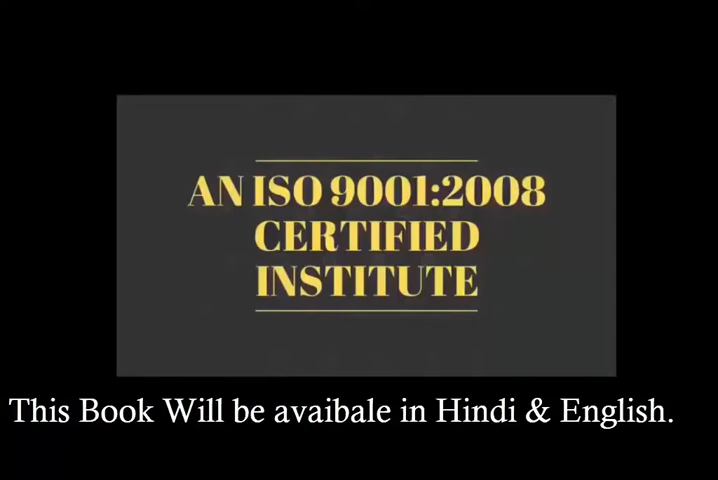 AN ISO 9001:2008
CERTIFIED
INSTITUTE
This Book Will be avaibale in Hindi & English.